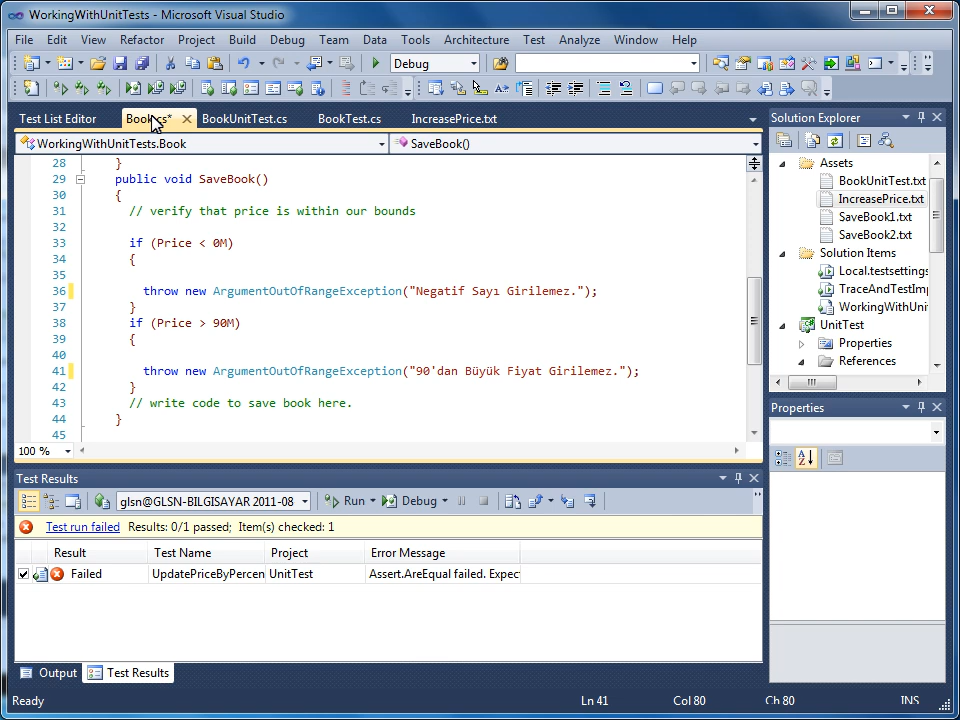 WorkingWithUnitTests - Microsoft Visual Studio
File Edit View Refactor Project Build Debug Team Data Tools Architecture Test Analyze Window Help
Debug
Test List Editor Book.cs* BookUnitTest.cs BookTest.cs IncreasePrice.txt
WorkingWithUnitTests.Book SaveBook()
28 }
29 public void SaveBook()
30 {
31 // verify that price is within our bounds
32
33 if (Price < 0M)
34 {
35
36 throw new ArgumentOutOfRangeException("Negatif Sayı Girilemez.");
37 }
38 if (Price > 90M)
39 {
40
41 throw new ArgumentOutOfRangeException("90'dan Büyük Fiyat Girilemez.");
42 }
43 // write code to save book here.
44 }
45
100 %
Solution Explorer
Assets
BookUnitTest.txt
IncreasePrice.txt
SaveBook1.txt
SaveBook2.txt
Solution Items
Local.testsettings
TraceAndTestImp
WorkingWithUni
UnitTest
Properties
References
Properties
Test Results
glsn@GLSN-BILGISAYAR 2011-08 Run Debug
Test run failed Results: 0/1 passed; Item(s) checked: 1
Result Test Name Project Error Message
Failed UpdatePriceByPercen UnitTest Assert.AreEqual failed. Expec
Output Test Results
Ready Ln 41 Col 80 Ch 80 INS